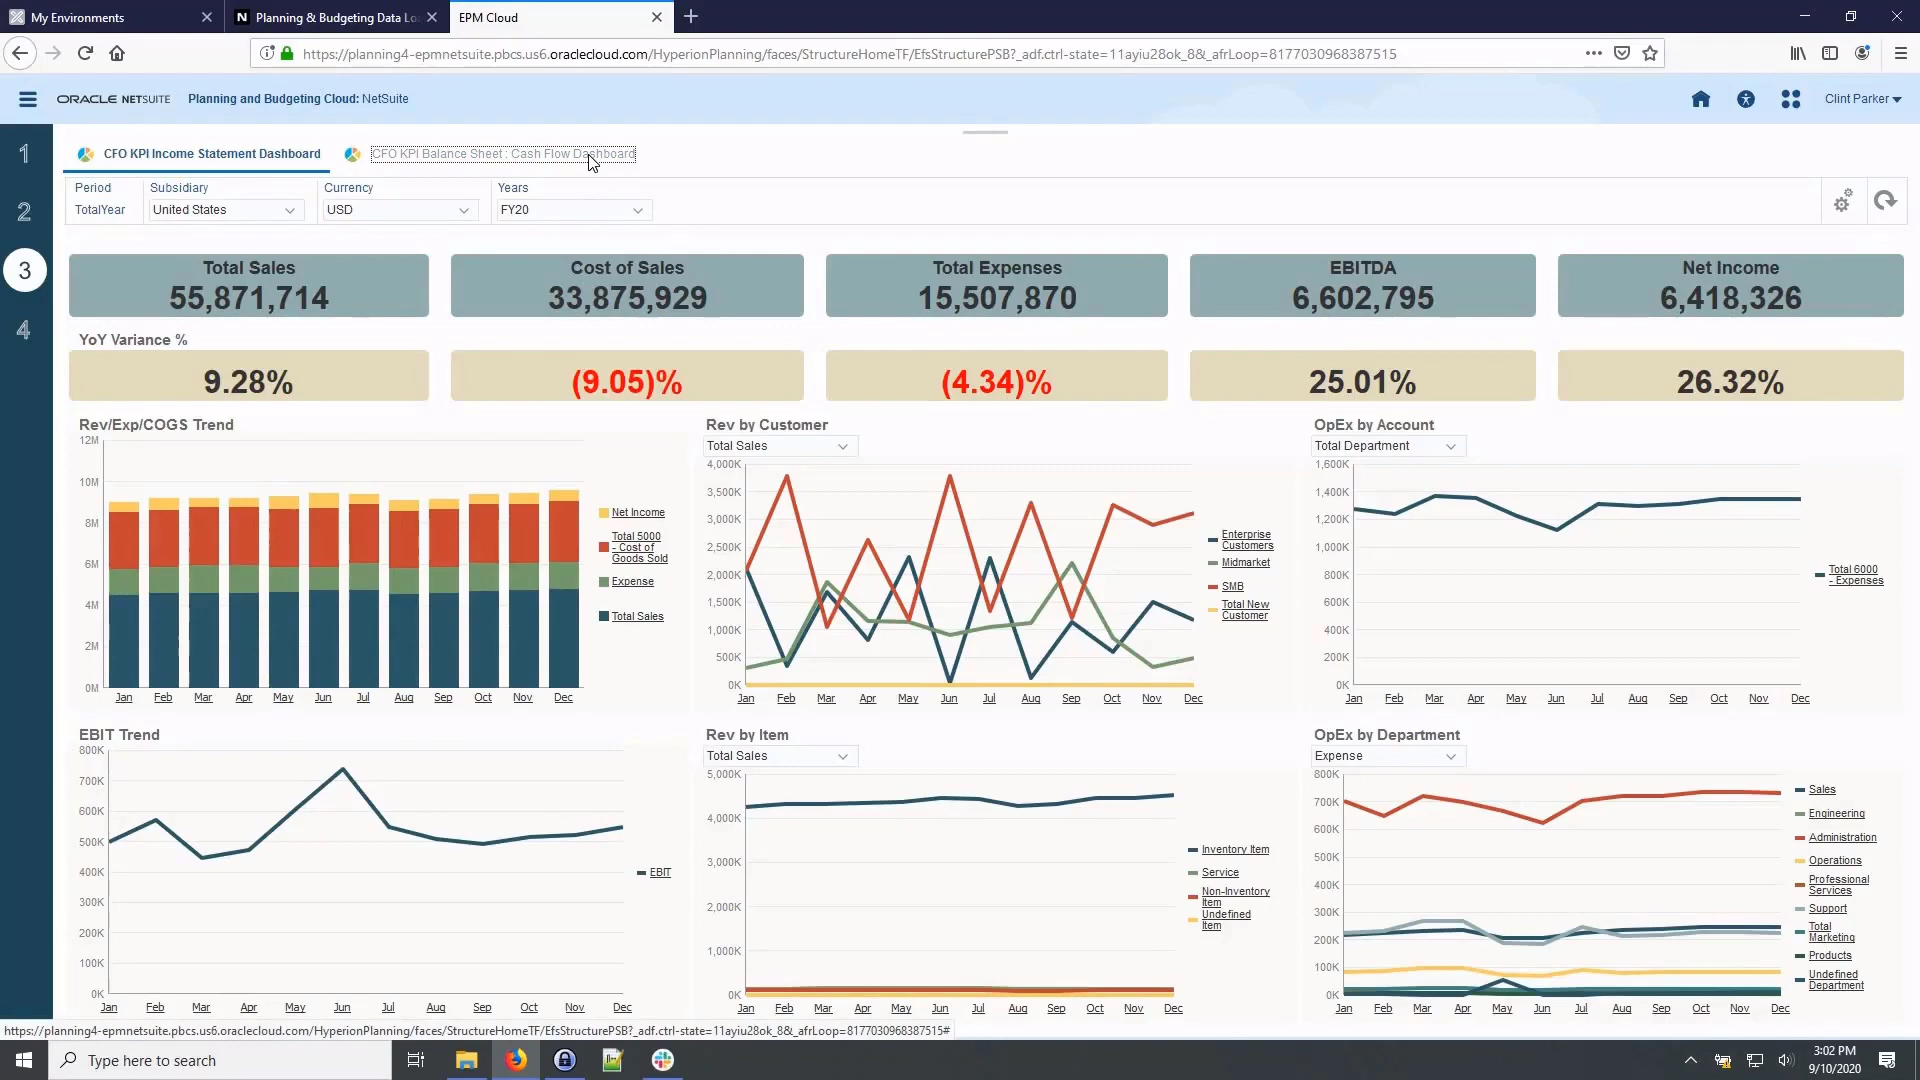 My Environments
Planning & Budgeting Data Lo
EPM Cloud
https://planning4-epmnetsuite.pbcs.us6.oraclecloud.com/HyperionPlanning/faces/StructureHomeTF/EfsStructurePSB?_adf.ctrl-state=11ayiu28ok_8&_afrLoop=8177030968387515
ORACLE NETSUITE Planning and Budgeting Cloud: NetSuite
Clint Parker
1
2
3
4
CFO KPI Income Statement Dashboard
CFO KPI Balance Sheet : Cash Flow Dashboard
Period Subsidiary Currency Years
TotalYear United States USD FY20
Total Sales
55,871,714
Cost of Sales
33,875,929
Total Expenses
15,507,870
EBITDA
6,602,795
Net Income
6,418,326
YoY Variance %
9.28% (9.05)% (4.34)% 25.01% 26.32%
Rev/Exp/COGS Trend
12M
10M
8M
6M
4M
2M
0M
Jan Feb Mar Apr May Jun Jul Aug Sep Oct Nov Dec
Net Income
Total 5000
- Cost of
Goods Sold
Expense
Total Sales
Rev by Customer
Total Sales
4,000K
3,500K
3,000K
2,500K
2,000K
1,500K
1,000K
500K
0K
Jan Feb Mar Apr May Jun Jul Aug Sep Oct Nov Dec
Enterprise
Customers
Midmarket
SMB
Total New
Customer
OpEx by Account
Total Department
1,600K
1,400K
1,200K
1,000K
800K
600K
400K
200K
0K
Jan Feb Mar Apr May Jun Jul Aug Sep Oct Nov Dec
Total 6000
- Expenses
EBIT Trend
800K
700K
600K
500K
400K
300K
200K
100K
0K
Jan Feb Mar Apr May Jun Jul Aug Sep Oct Nov Dec
EBIT
Rev by Item
Total Sales
5,000K
4,000K
3,000K
2,000K
1,000K
0K
Jan Feb Mar Apr May Jun Jul Aug Sep Oct Nov Dec
Inventory Item
Service
Non-Inventory
Item
Undefined
Item
OpEx by Department
Expense
800K
700K
600K
500K
400K
300K
200K
100K
0K
Jan Feb Mar Apr May Jun Jul Aug Sep Oct Nov Dec
Sales
Engineering
Administration
Operations
Professional
Services
Support
Total
Marketing
Products
Undefined
Department
https://planning4-epmnetsuite.pbcs.us6.oraclecloud.com/HyperionPlanning/faces/StructureHomeTF/EfsStructurePSB?_adf.ctrl-state=11ayiu28ok_8&_afrLoop=8177030968387515#
Type here to search
3:02 PM
9/10/2020